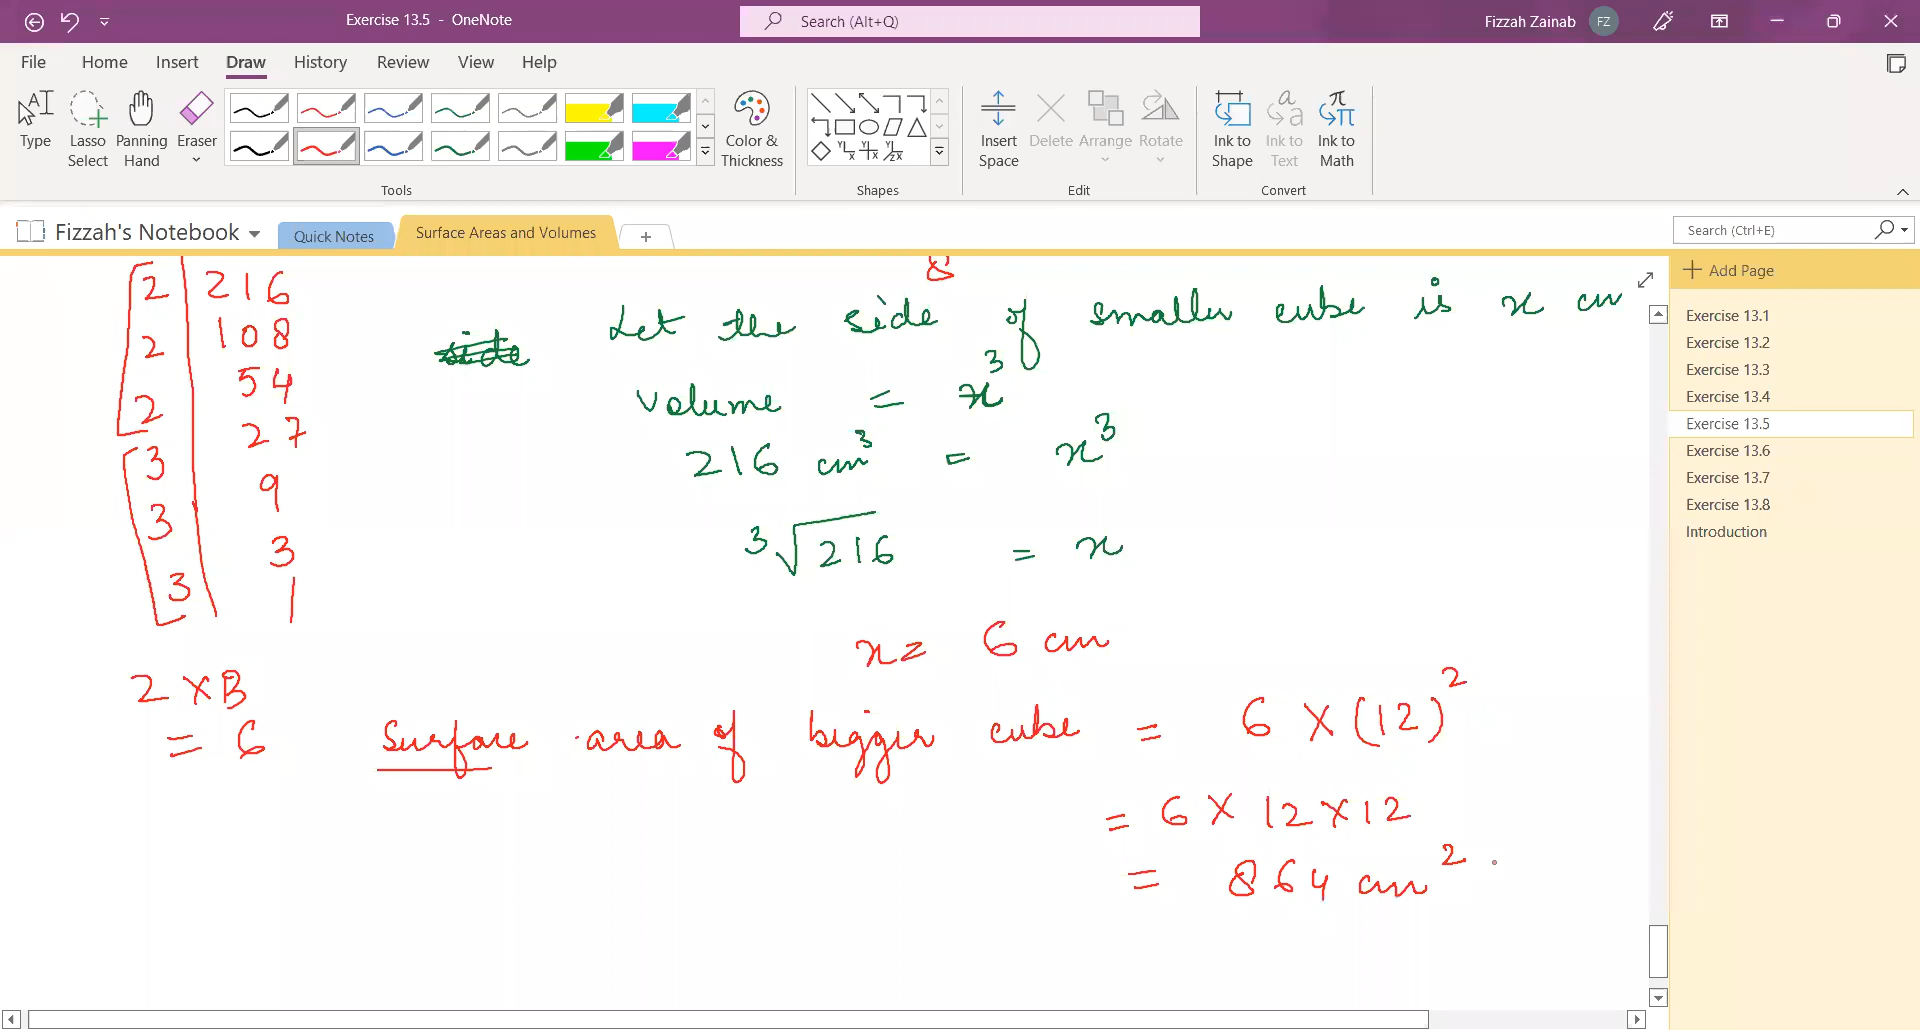 Exercise 13.5 - OneNote
Search (Alt+Q)
Fizzah Zainab FZ
File Home Insert Draw History Review View Help
Type
Lasso Select
Panning Hand
Eraser
Color & Thickness
Insert Space
Delete
Arrange
Rotate
Ink to Shape
Ink to Text
Ink to Math
Tools
Shapes
Edit
Convert
Fizzah's Notebook
Quick Notes
Surface Areas and Volumes
+
Search (Ctrl+E)
Add Page
Exercise 13.1
Exercise 13.2
Exercise 13.3
Exercise 13.4
Exercise 13.5
Exercise 13.6
Exercise 13.7
Exercise 13.8
Introduction
2 216
2 108
2 54
27
3 9
3 3
3 1
2 X 3
= 6
8
Let the side of smaller cube is x cm
side
volume = x³
216 cm³ = x³
³√216 = x
x = 6 cm
Surface area of bigger cube = 6 X (12)²
= 6 X 12 X 12
= 864 cm²